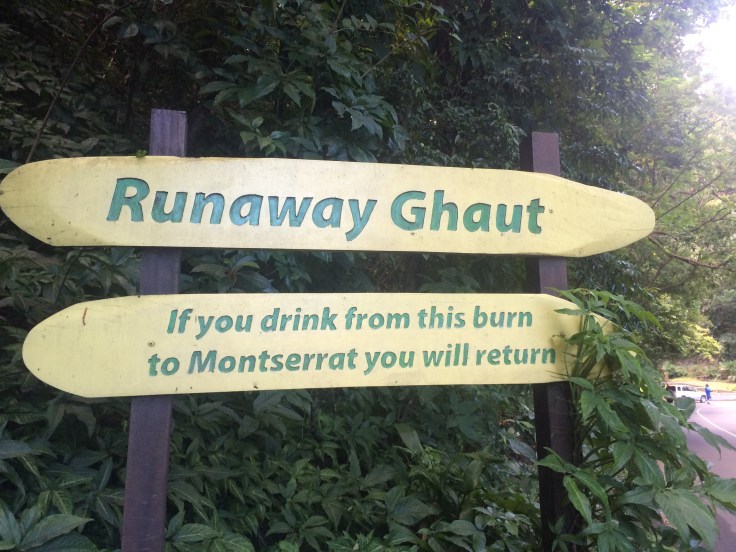 Runaway Ghaut
If you drink from this burn
to Montserrat you will return